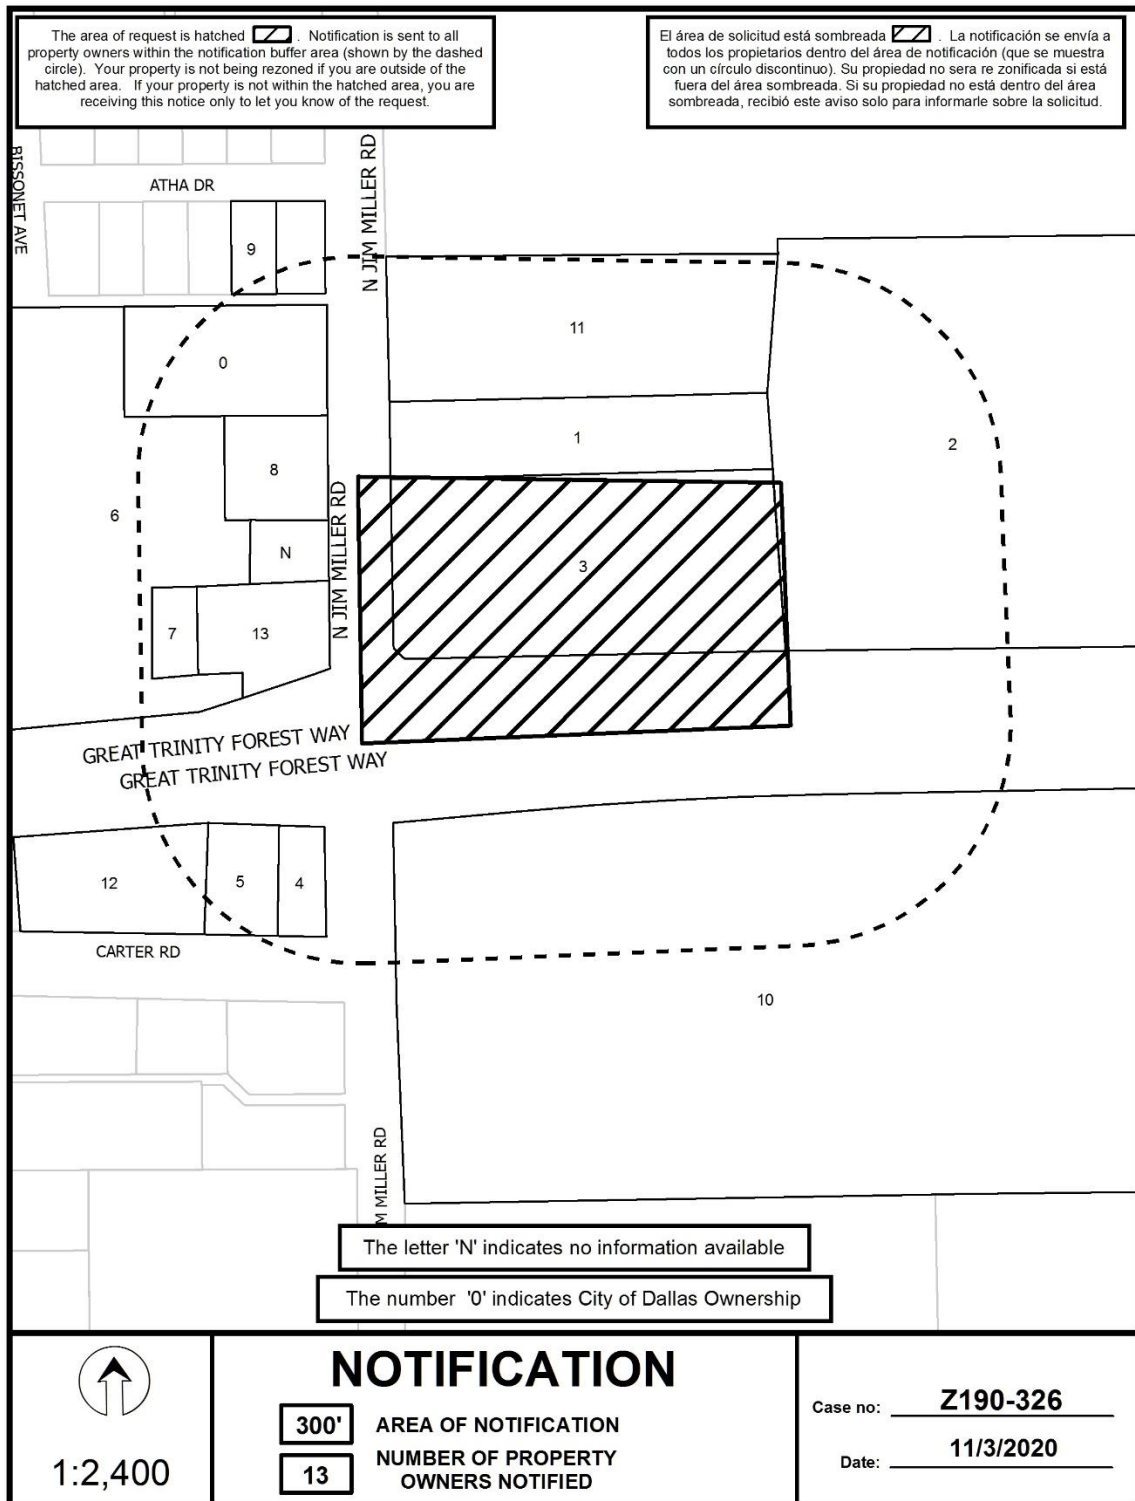 The area of request is hatched . Notification is sent to all
property owners within the notification buffer area (shown by the dashed
circle). Your property is not being rezoned if you are outside of the
hatched area. If your property is not within the hatched area, you are
receiving this notice only to let you know of the request.
El área de solicitud está sombreada . La notificación se envía a
todos los propietarios dentro del área de notificación (que se muestra
con un círculo discontinuo). Su propiedad no sera re zonificada si está
fuera del área sombreada. Si su propiedad no está dentro del área
sombreada, recibió este aviso solo para informarle sobre la solicitud.
BISSONET AVE
ATHA DR
N JIM MILLER RD
9
11
0
1
2
8
6
N JIM MILLER RD
N
3
7
13
GREAT TRINITY FOREST WAY
GREAT TRINITY FOREST WAY
12
5
4
CARTER RD
10
M MILLER RD
The letter 'N' indicates no information available
The number '0' indicates City of Dallas Ownership
1:2,400
NOTIFICATION
300' AREA OF NOTIFICATION
13 NUMBER OF PROPERTY
OWNERS NOTIFIED
Case no: Z190-326
Date: 11/3/2020